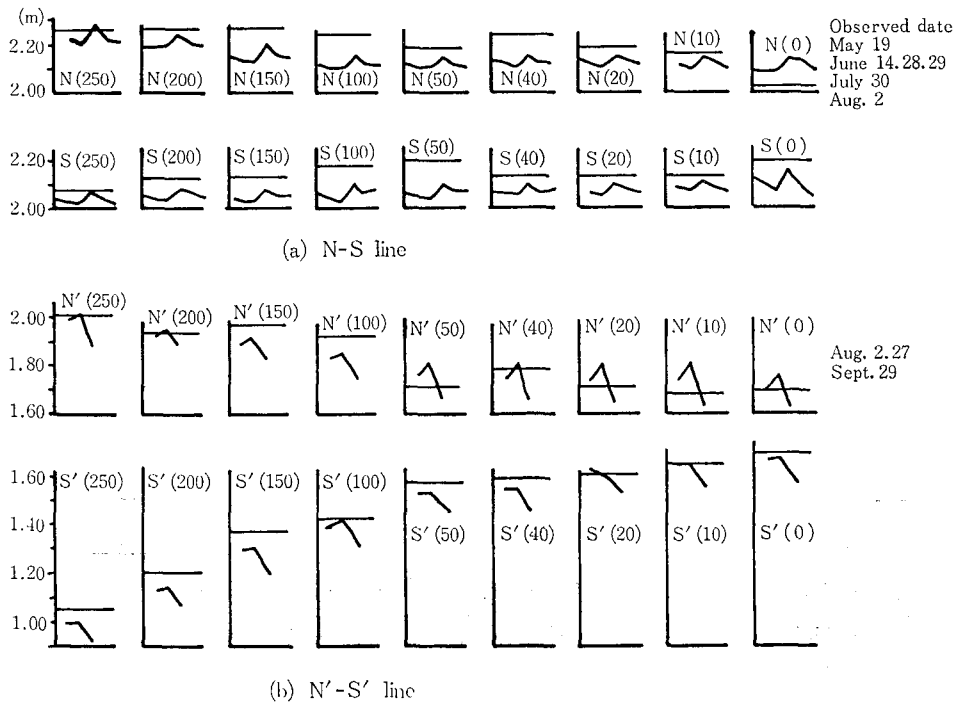 (m)
2.20
2.00
N(250) N(200) N(150) N(100) N(50) N(40) N(20) N(10) N(0)
Observed date
May 19
June 14.28.29
July 30
Aug. 2
2.20
2.00
S(250) S(200) S(150) S(100) S(50) S(40) S(20) S(10) S(0)
(a) N-S line
2.00
1.80
1.60
N′(250) N′(200) N′(150) N′(100) N′(50) N′(40) N′(20) N′(10) N′(0)
Aug. 2.27
Sept. 29
1.60
1.40
1.20
1.00
S′(250) S′(200) S′(150) S′(100) S′(50) S′(40) S′(20) S′(10) S′(0)
(b) N′-S′ line